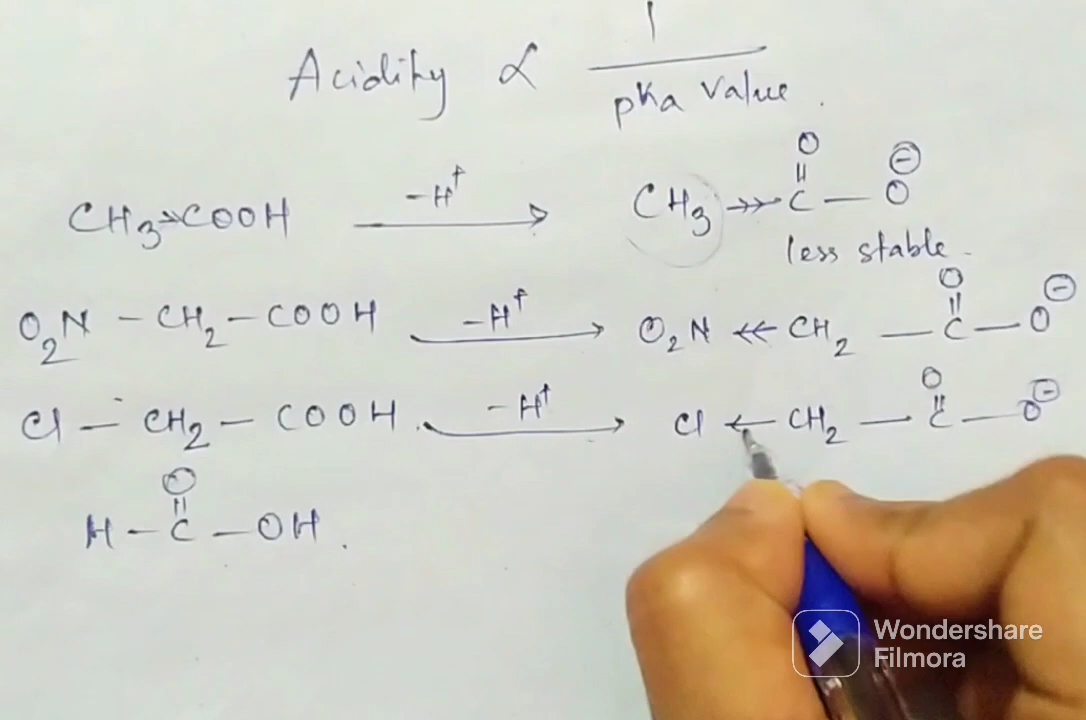 Acidity ∝ 1 / pKa value.
CH3→COOH —H+ → CH3 →→ C(=O) — O⊖
less stable.
O2N — CH2 — COOH —H+ → O2N ←← CH2 — C(=O) — O⊖
Cl — CH2 — COOH . —H+ → Cl ← CH2 — C(=O) — O⊖
H — C(=O) — OH .
Wondershare
Filmora